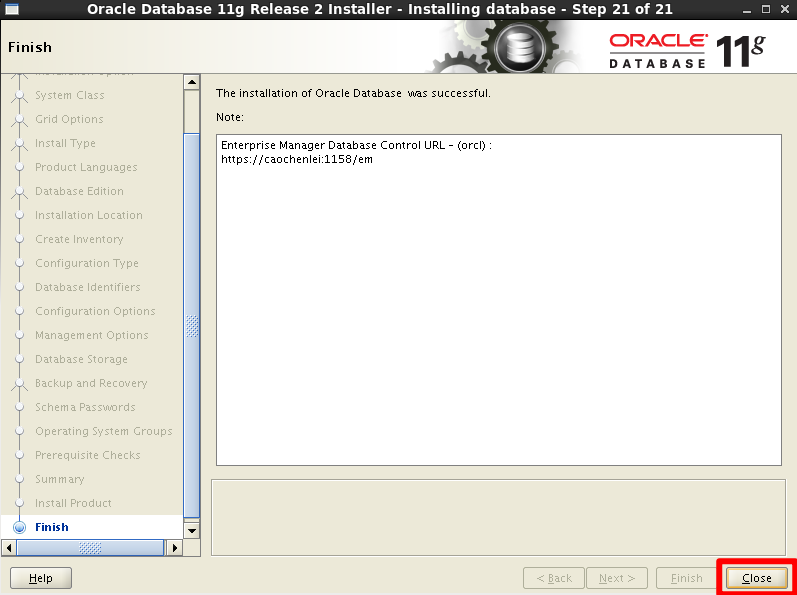 Oracle Database 11g Release 2 Installer - Installing database - Step 21 of 21
Finish
ORACLE
DATABASE
11g
Installation Option
System Class
Grid Options
Install Type
Product Languages
Database Edition
Installation Location
Create Inventory
Configuration Type
Database Identifiers
Configuration Options
Management Options
Database Storage
Backup and Recovery
Schema Passwords
Operating System Groups
Prerequisite Checks
Summary
Install Product
Finish
The installation of Oracle Database was successful.
Note:
Enterprise Manager Database Control URL - (orcl) :
https://caochenlei:1158/em
Help
< Back
Next >
Finish
Close